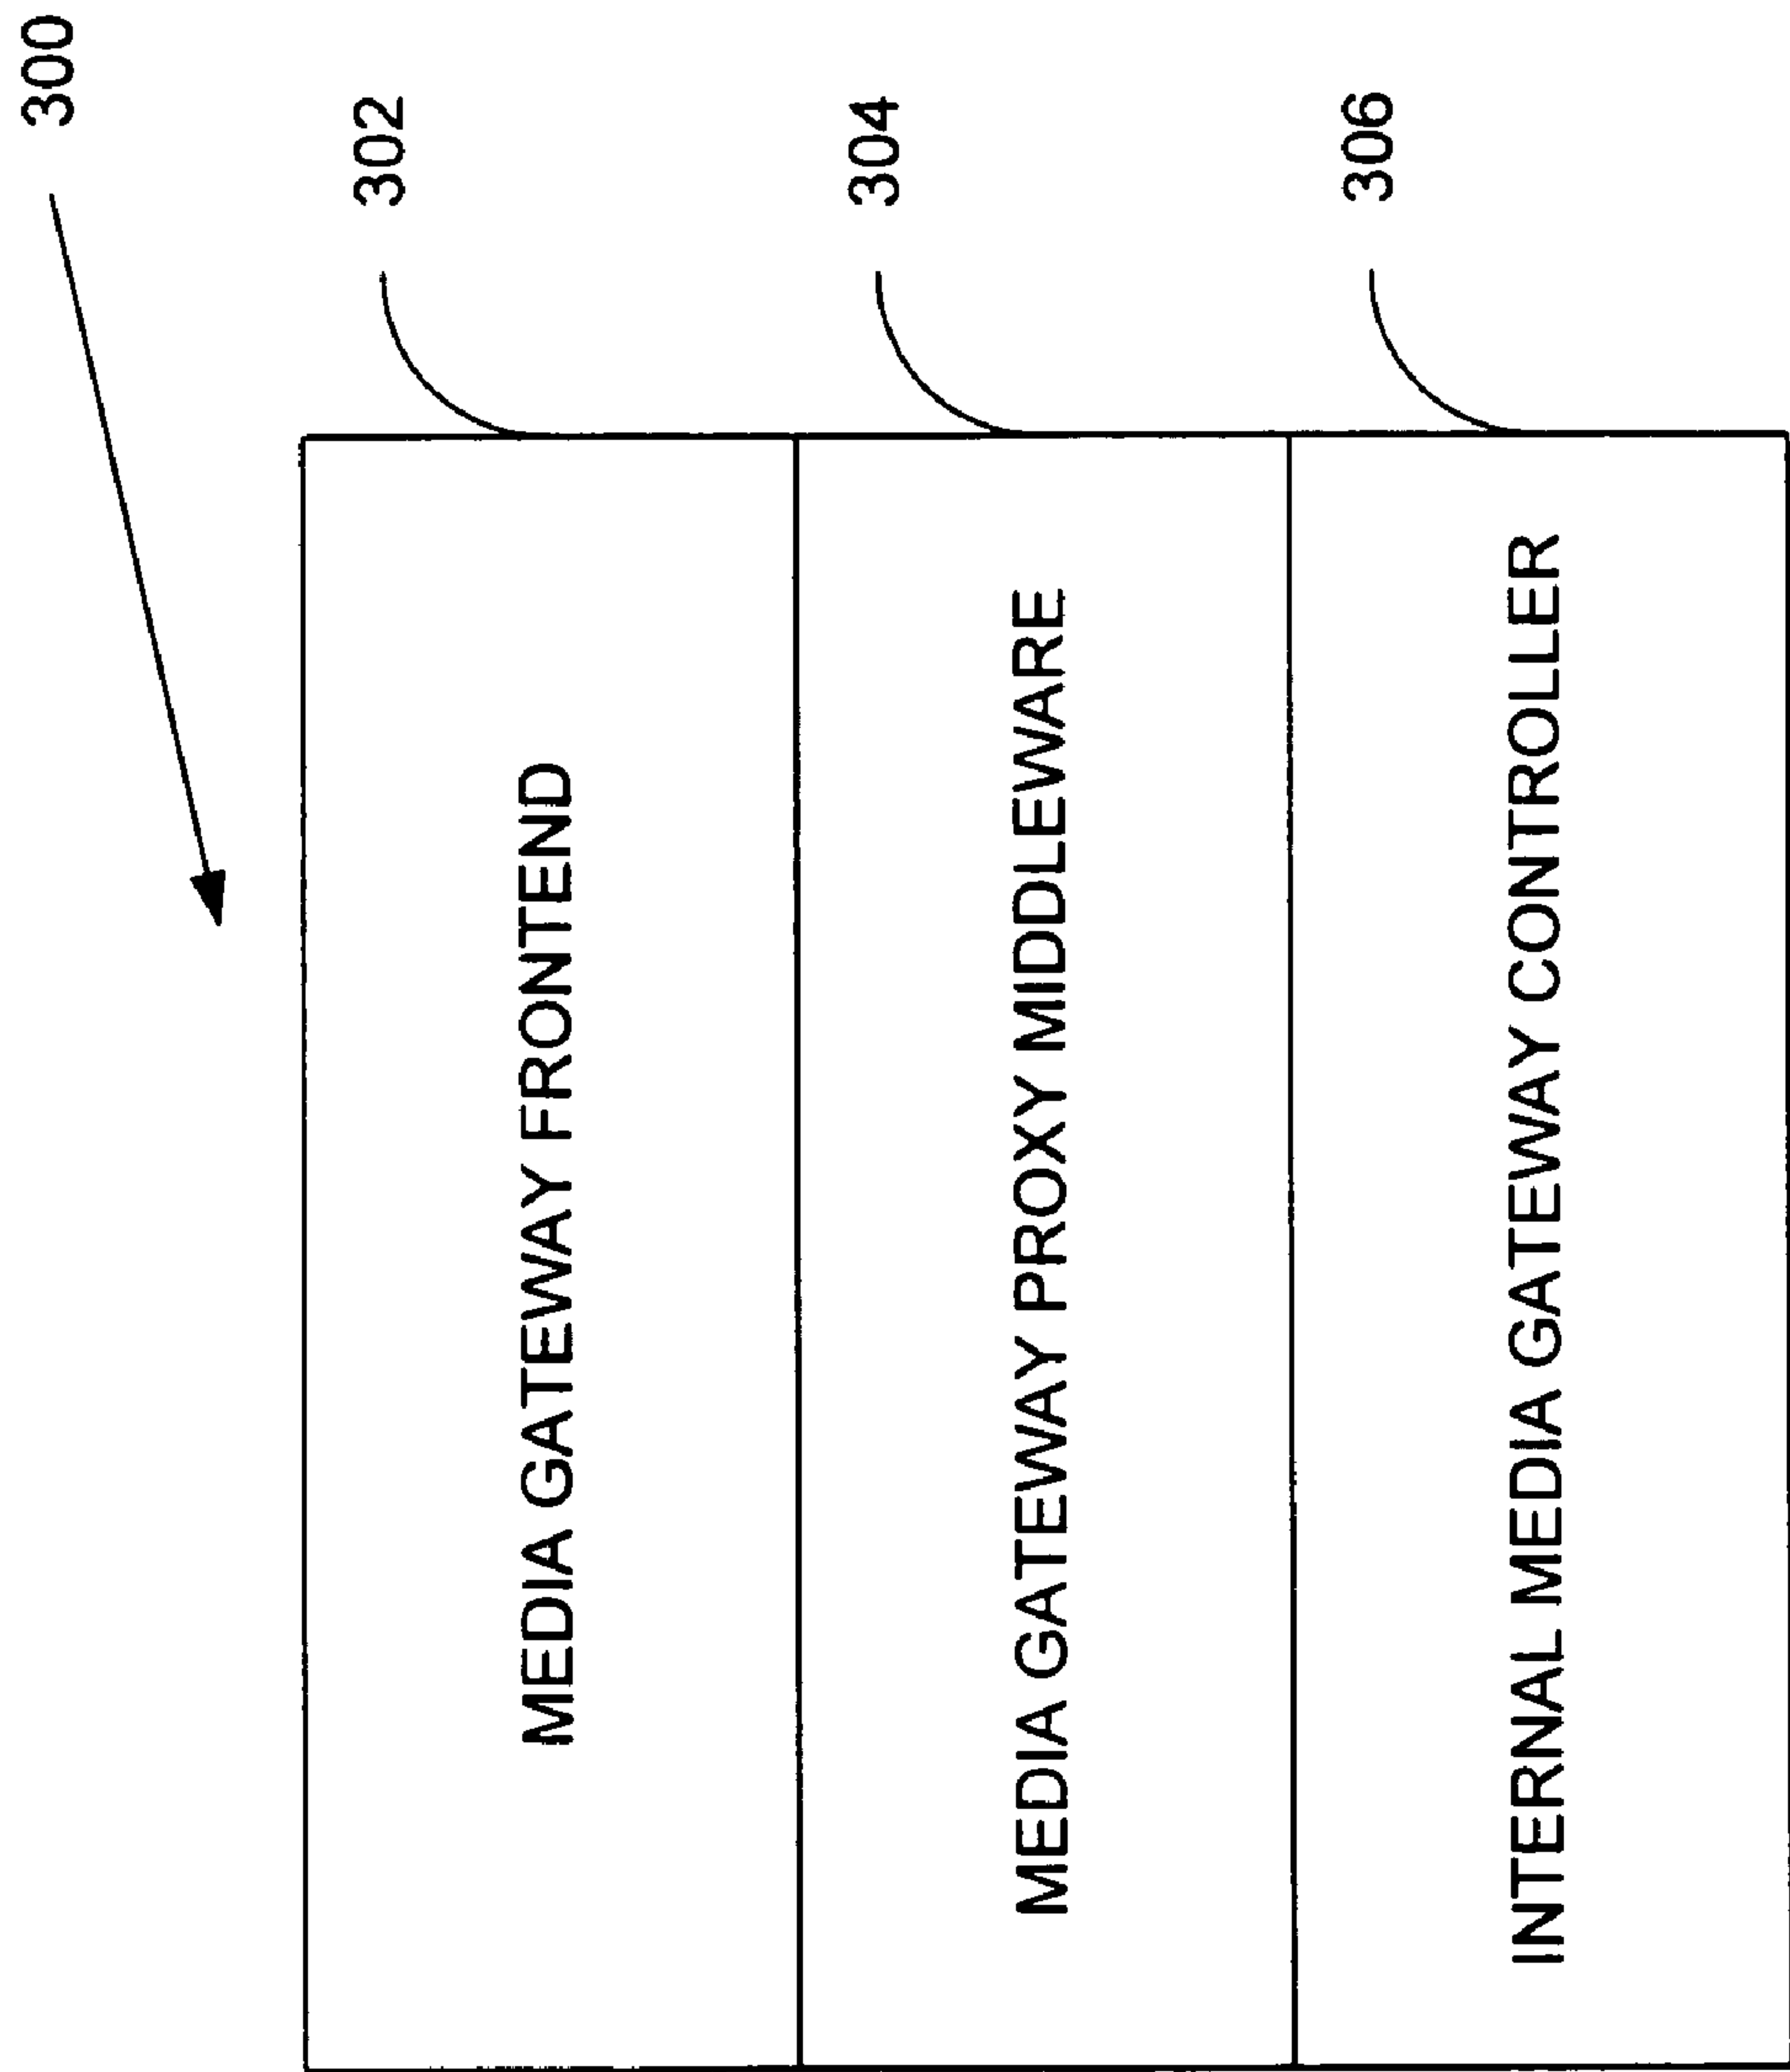 300
302
MEDIA GATEWAY FRONTEND
304
MEDIA GATEWAY PROXY MIDDLEWARE
306
INTERNAL MEDIA GATEWAY CONTROLLER